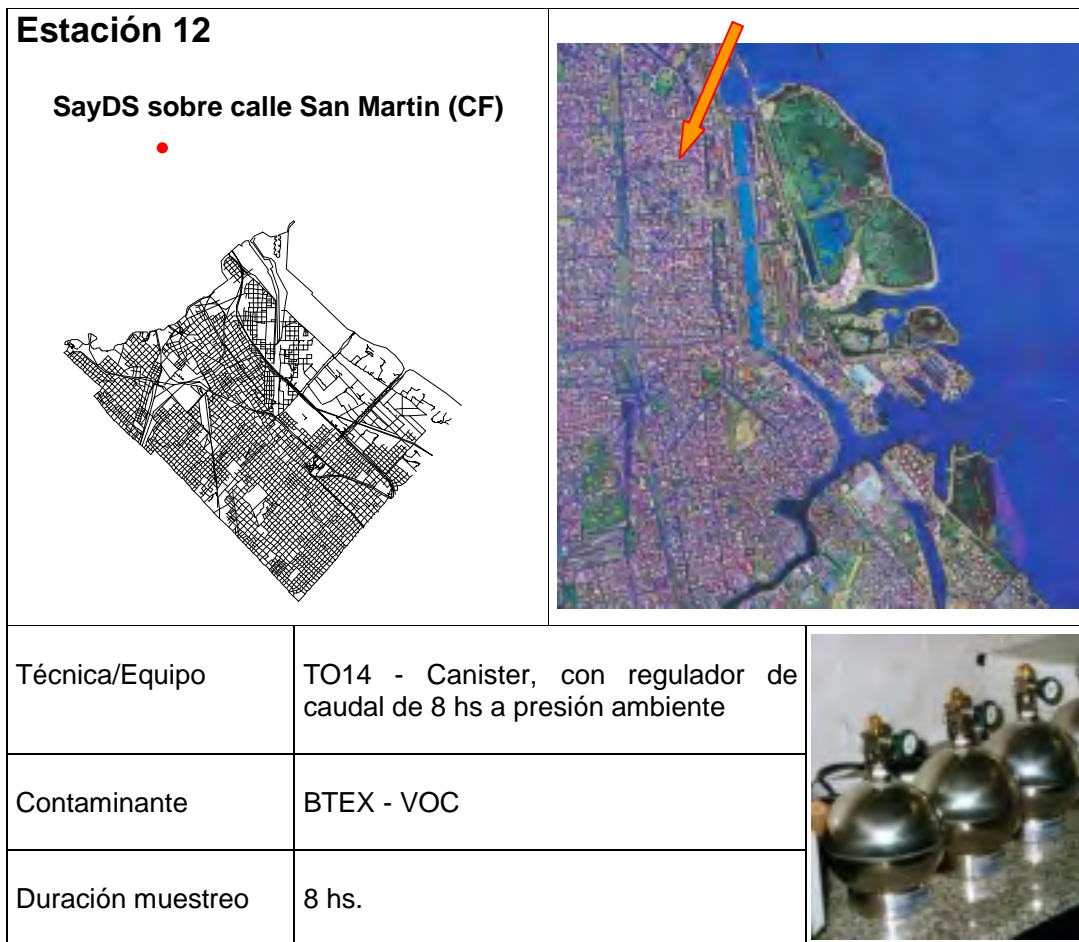 Estación 12
SayDS sobre calle San Martin (CF)
Técnica/Equipo
TO14 - Canister, con regulador de
caudal de 8 hs a presión ambiente
Contaminante
BTEX - VOC
Duración muestreo
8 hs.